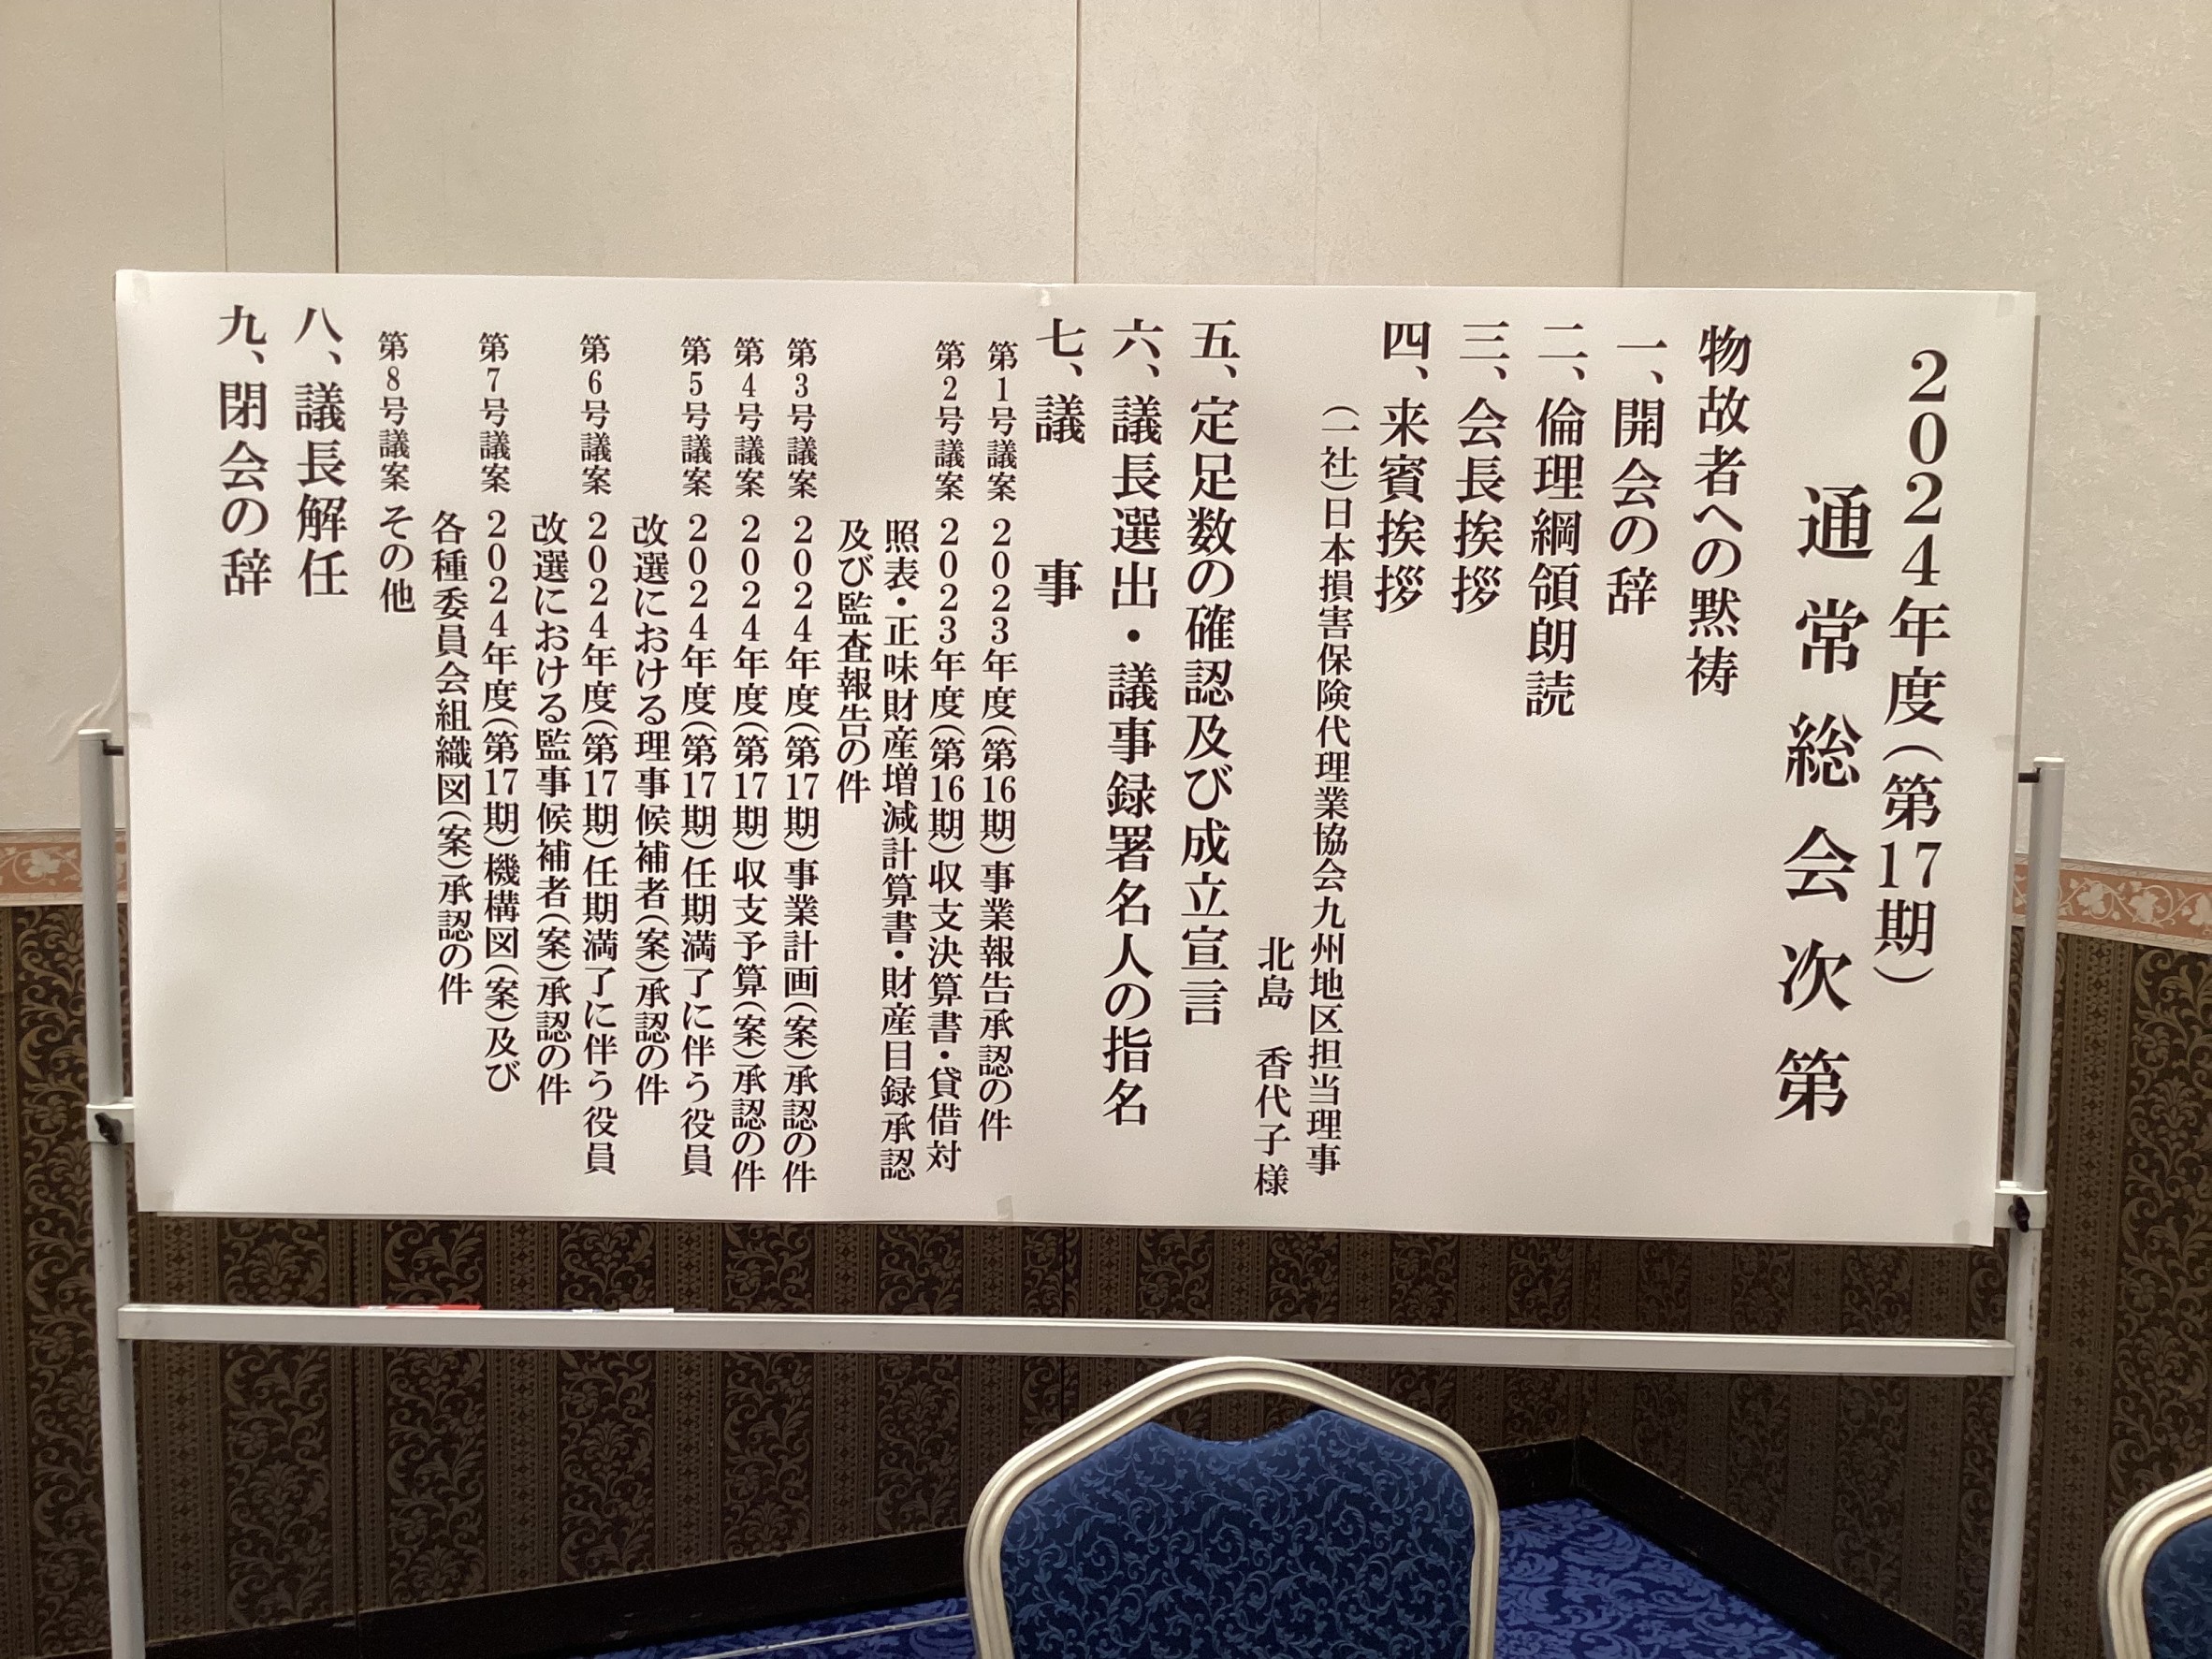 2024年度(第17期)
通常総会次第
物故者への黙祷
一、開会の辞
二、倫理綱領朗読
三、会長挨拶
四、来賓挨拶
(一社)日本損害保険代理業協会九州地区担当理事
北島 香代子様
五、定足数の確認及び成立宣言
六、議長選出・議事録署名人の指名
七、議 事
第1号議案 2023年度(第16期)事業報告承認の件
第2号議案 2023年度(第16期)収支決算書・貸借対
照表・正味財産増減計算書・財産目録承認
及び監査報告の件
第3号議案 2024年度(第17期)事業計画(案)承認の件
第4号議案 2024年度(第17期)収支予算(案)承認の件
第5号議案 2024年度(第17期)任期満了に伴う役員
改選における理事候補者(案)承認の件
第6号議案 2024年度(第17期)任期満了に伴う役員
改選における監事候補者(案)承認の件
第7号議案 2024年度(第17期)機構図(案)及び
各種委員会組織図(案)承認の件
第8号議案 その他
八、議長解任
九、閉会の辞